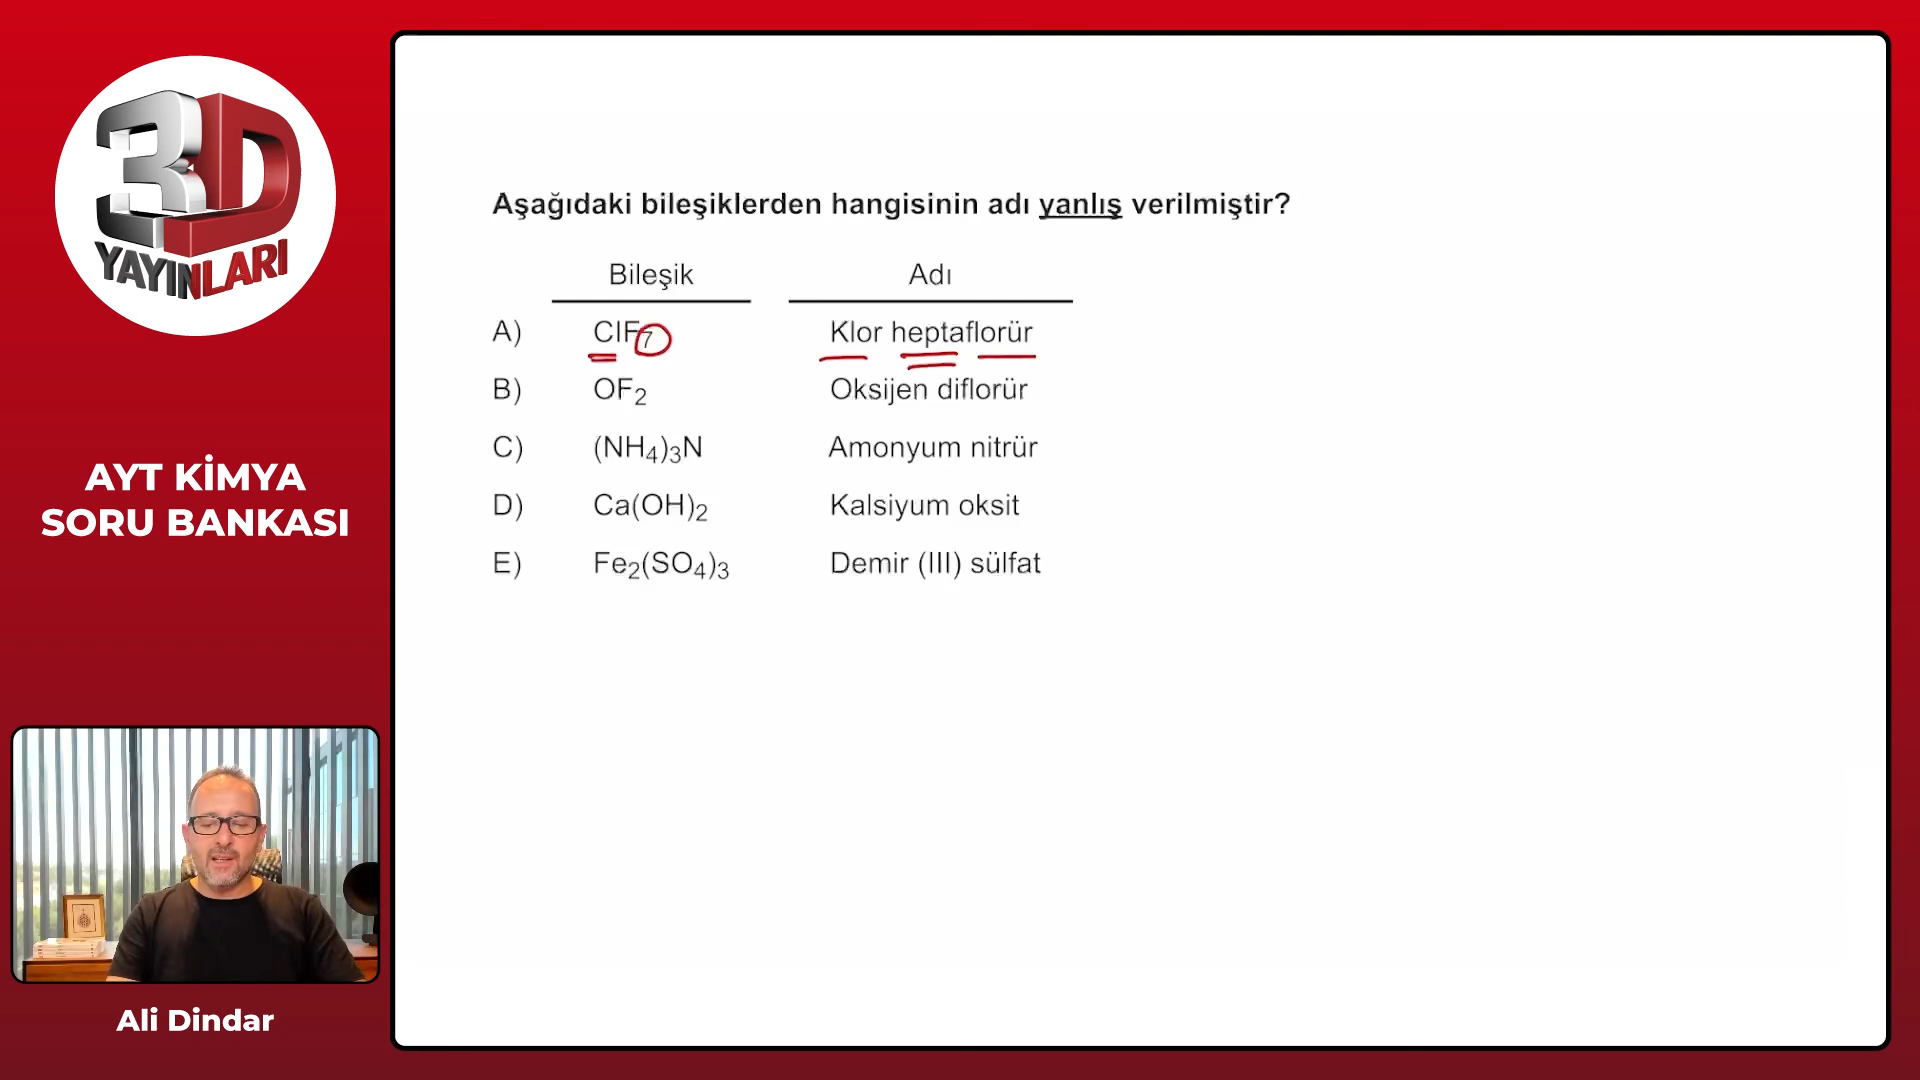 3D
YAYINLARI
AYT KİMYA
SORU BANKASI
Ali Dindar
Aşağıdaki bileşiklerden hangisinin adı yanlış verilmiştir?
Bileşik Adı
A) ClF7 Klor heptaflorür
B) OF2 Oksijen diflorür
C) (NH4)3N Amonyum nitrür
D) Ca(OH)2 Kalsiyum oksit
E) Fe2(SO4)3 Demir (III) sülfat